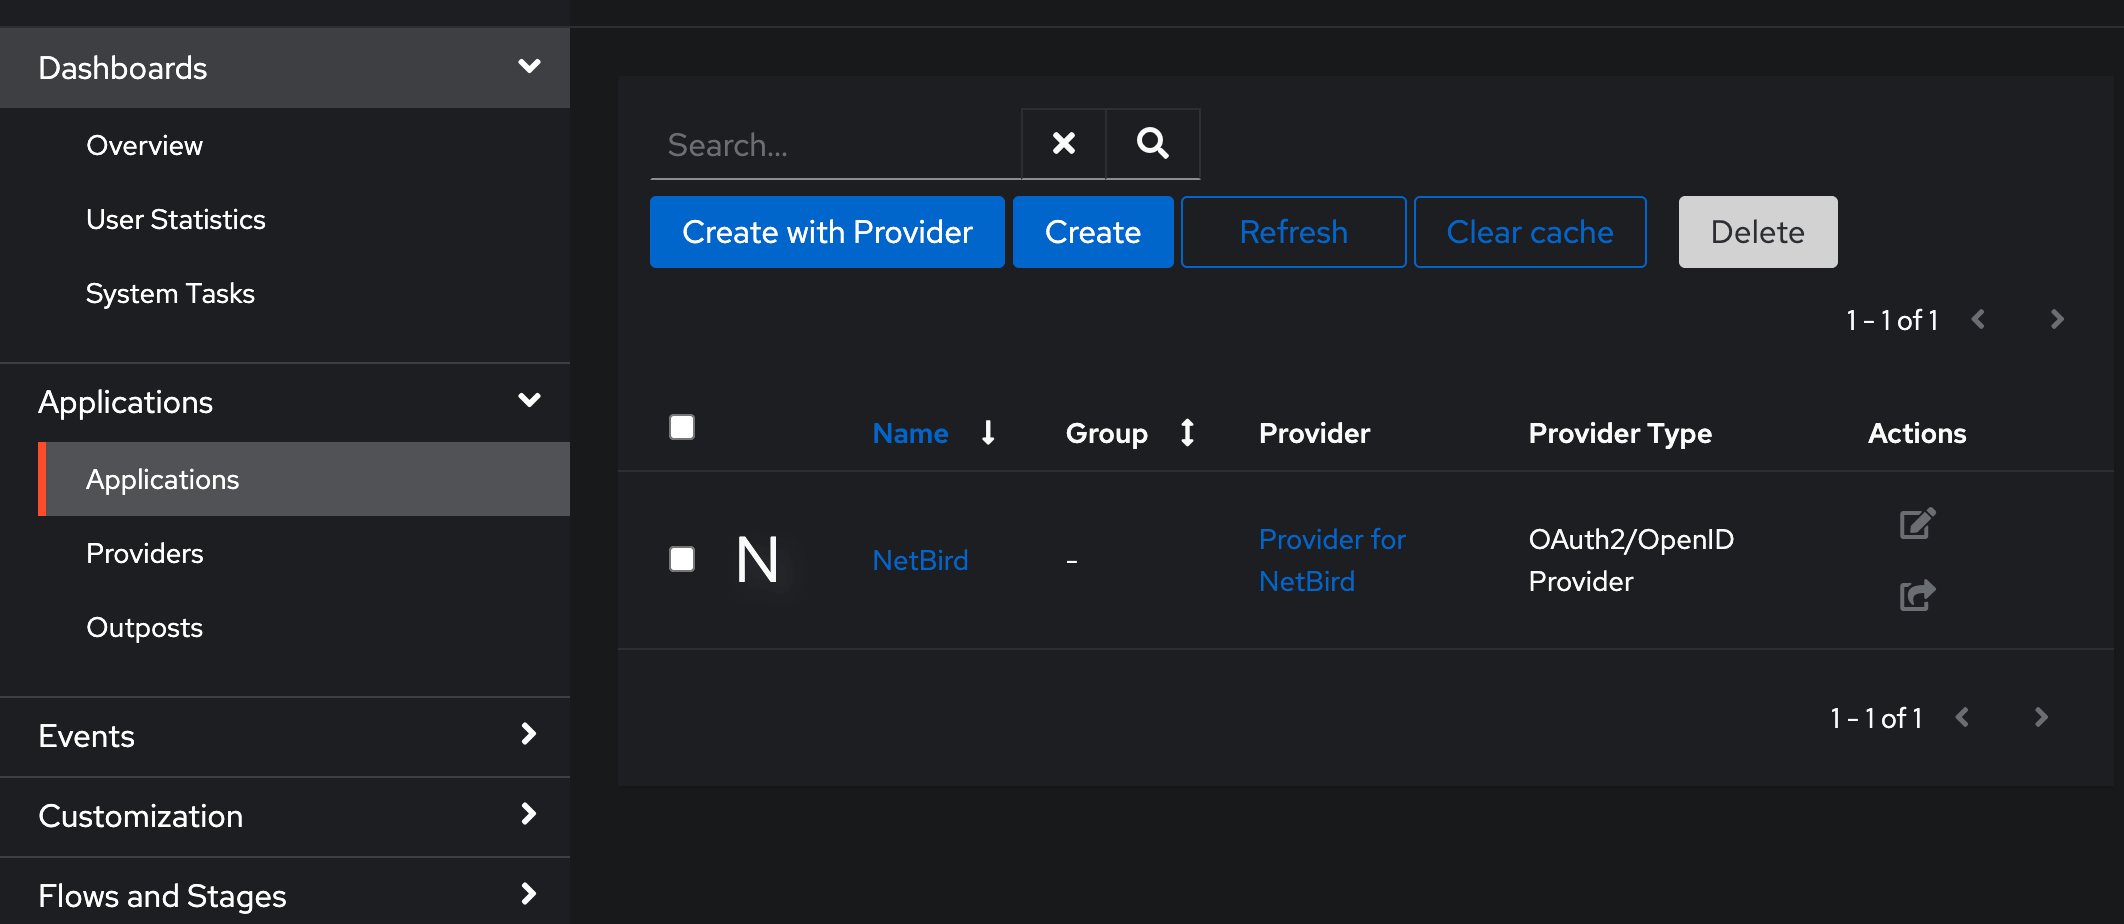 Dashboards
Overview
User Statistics
System Tasks
Applications
Applications
Providers
Outposts
Events
Customization
Flows and Stages
Search...
Create with Provider Create Refresh Clear cache Delete
1 - 1 of 1
Name Group Provider Provider Type Actions
N NetBird - Provider for NetBird OAuth2/OpenID Provider
1 - 1 of 1